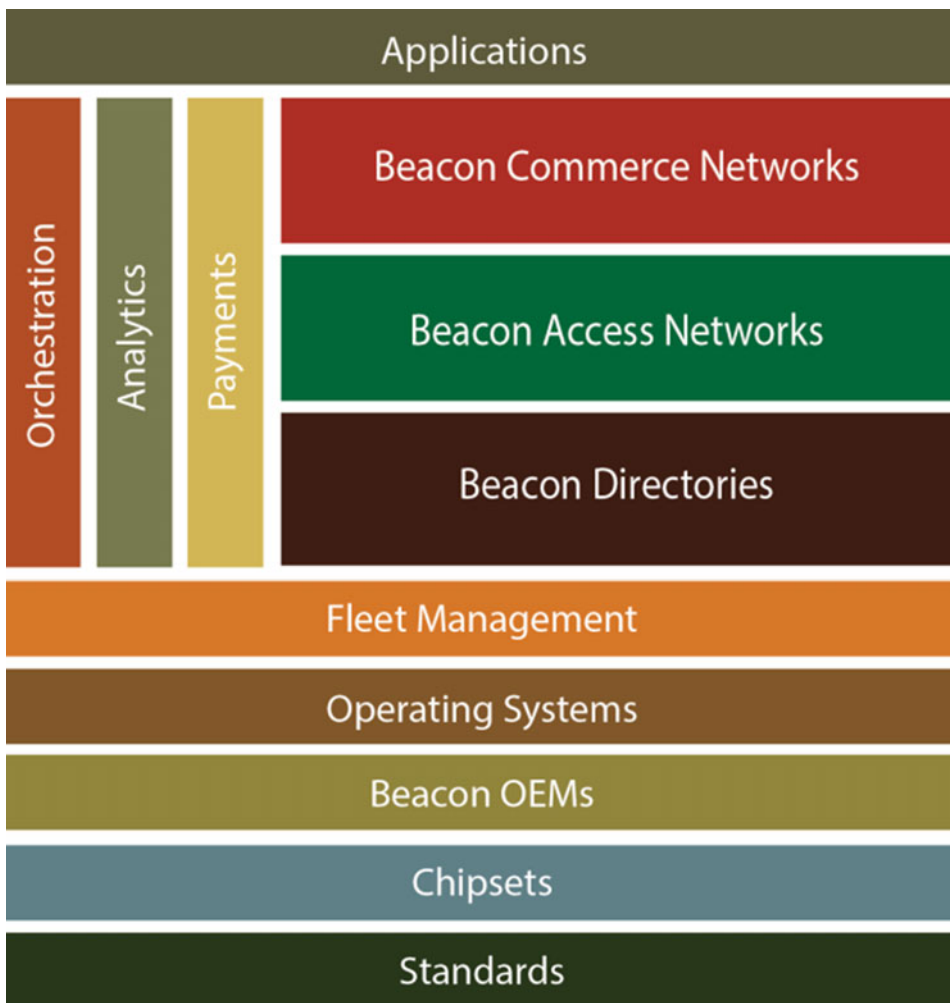 Applications
Orchestration
Analytics
Payments
Beacon Commerce Networks
Beacon Access Networks
Beacon Directories
Fleet Management
Operating Systems
Beacon OEMs
Chipsets
Standards